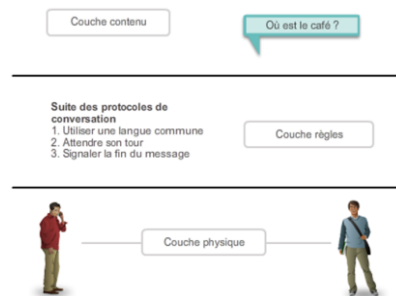 Couche contenu
Où est le café ?
Suite des protocoles de
conversation
1. Utiliser une langue commune
2. Attendre son tour
3. Signaler la fin du message
Couche règles
Couche physique